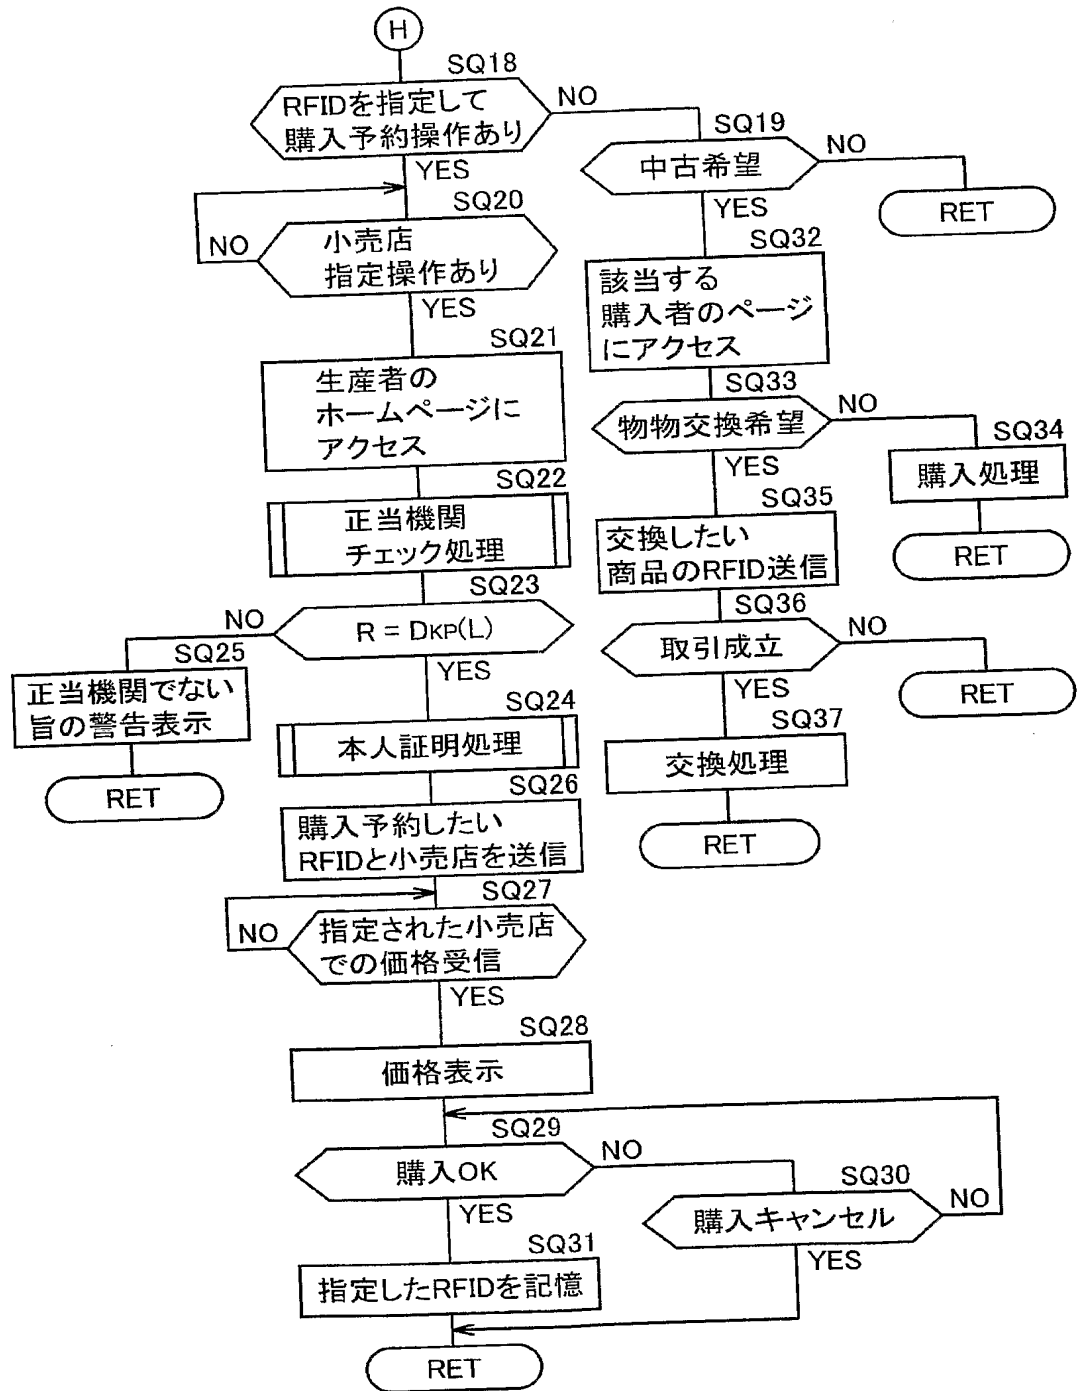 H
SQ18
RFIDを指定して
購入予約操作あり
NO
YES
SQ19
中古希望
NO
RET
YES
SQ20
小売店
指定操作あり
NO
YES
SQ32
該当する
購入者のページ
にアクセス
SQ21
生産者の
ホームページに
アクセス
SQ33
物物交換希望
NO
YES
SQ34
購入処理
RET
SQ22
正当機関
チェック処理
SQ35
交換したい
商品のRFID送信
SQ23
R = DKP(L)
NO
YES
SQ36
取引成立
NO
RET
YES
SQ25
正当機関でない
旨の警告表示
RET
SQ24
本人証明処理
SQ37
交換処理
RET
SQ26
購入予約したい
RFIDと小売店を送信
SQ27
指定された小売店
での価格受信
NO
YES
SQ28
価格表示
SQ29
購入OK
NO
YES
SQ30
購入キャンセル
NO
YES
SQ31
指定したRFIDを記憶
RET